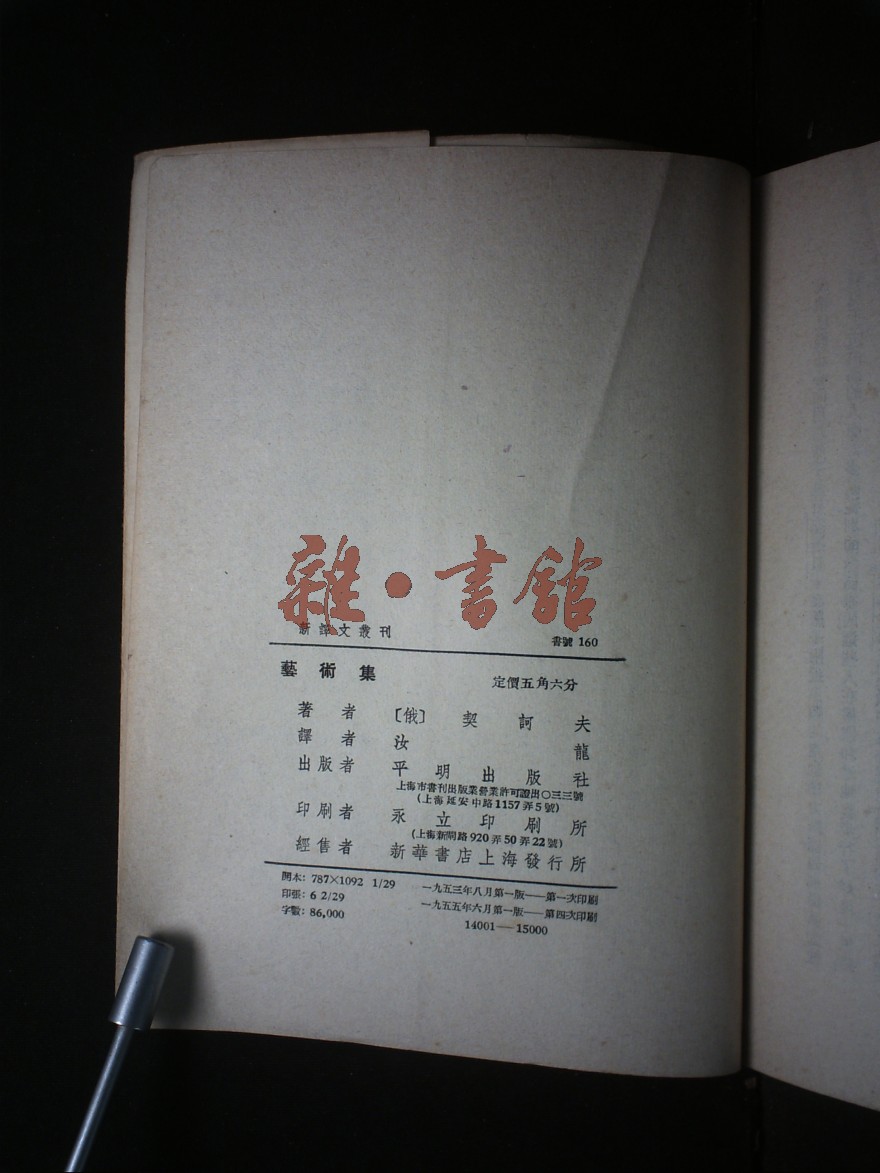 雜·書館
新譯文叢刊 書號 160
藝術集 定價五角六分
著者 〔俄〕契訶夫
譯者 汝龍
出版者 平明出版社
上海市書刊出版業營業許可證出〇三三號
(上海延安中路1157弄5號)
印刷者 永立印刷所
(上海新閘路920弄50弄22號)
經售者 新華書店上海發行所
開本: 787×1092 1/29 一九五三年八月第一版——第一次印刷
印張: 6 2/29 一九五五年六月第一版——第四次印刷
字數: 86,000 14001—15000